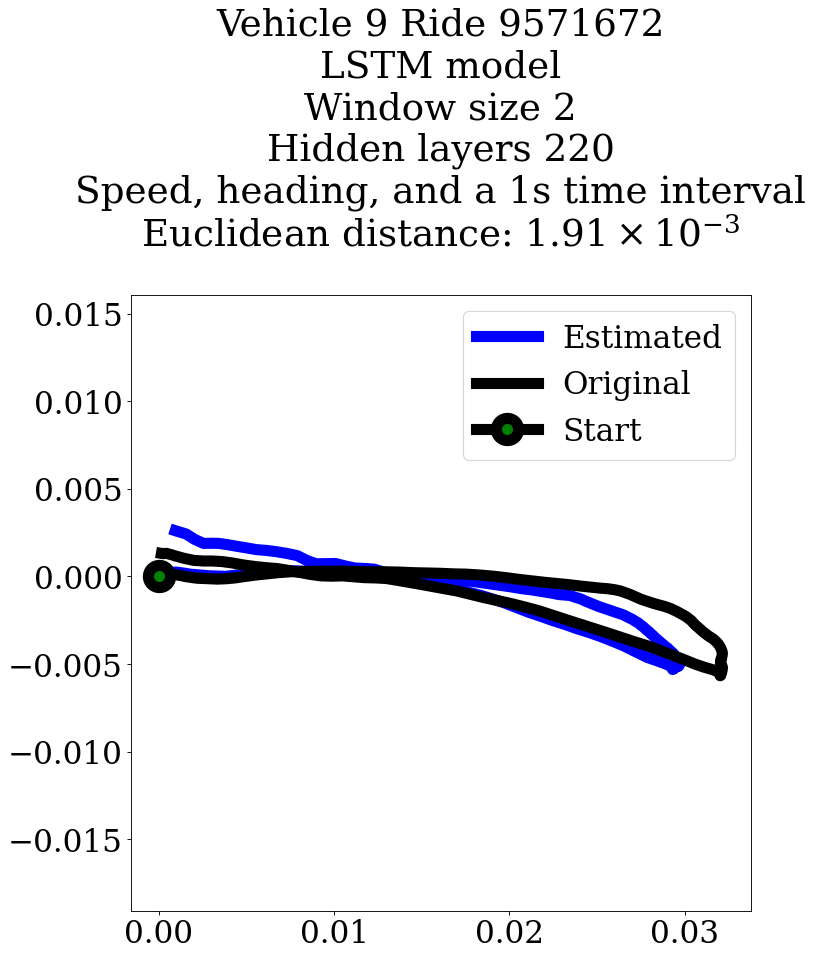 Vehicle 9 Ride 9571672
LSTM model
Window size 2
Hidden layers 220
Speed, heading, and a 1s time interval
Euclidean distance: 1.91 × 10⁻³
Estimated
Original
Start
0.015
0.010
0.005
0.000
−0.005
−0.010
−0.015
0.00 0.01 0.02 0.03